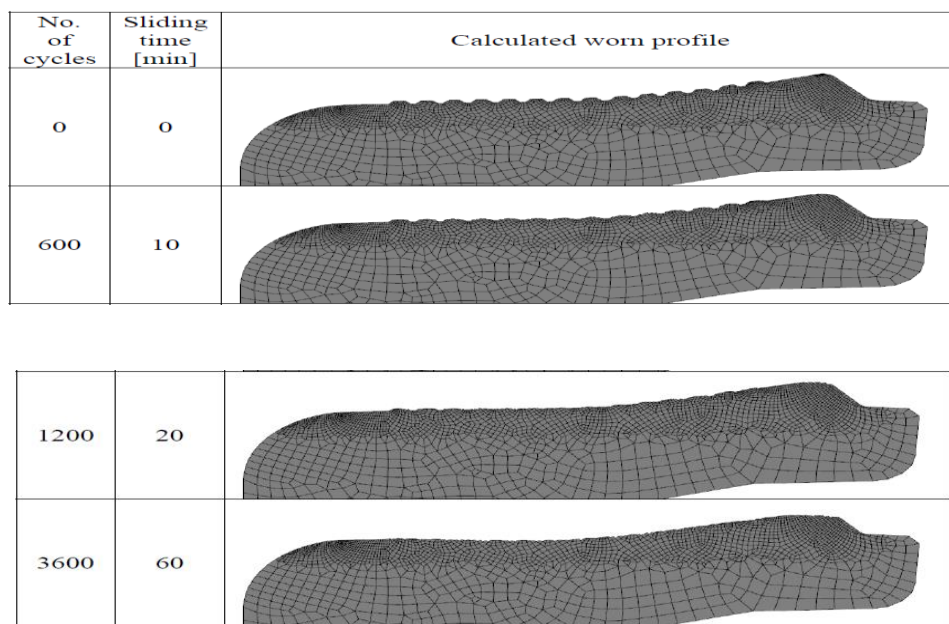 No.
of
cycles
Sliding
time
[min]
Calculated worn profile
0
0
600
10
1200
20
3600
60